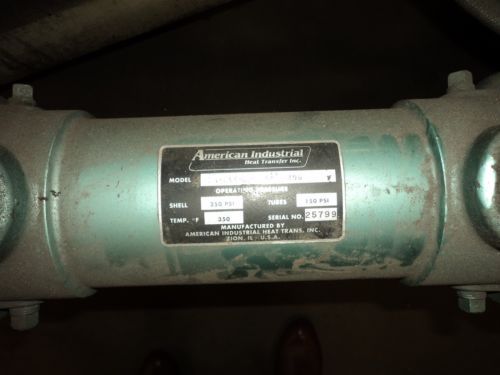 American Industrial
Heat Transfer Inc.
MODEL
OPERATING PRESSURE
SHELL 250 PSI TUBES 150 PSI
TEMP. °F 350 SERIAL NO. 25799
MANUFACTURED BY
AMERICAN INDUSTRIAL HEAT TRANS. INC.
ZION, IL - U.S.A.